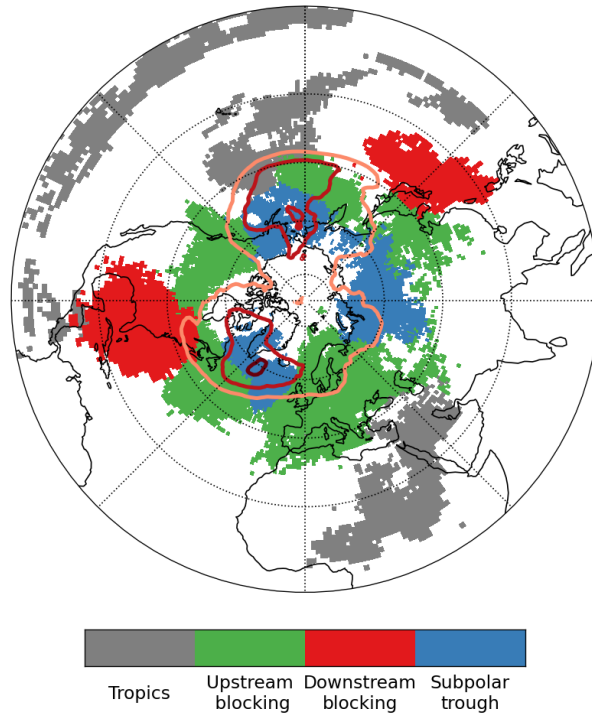 Tropics
Upstream
blocking
Downstream
blocking
Subpolar
trough